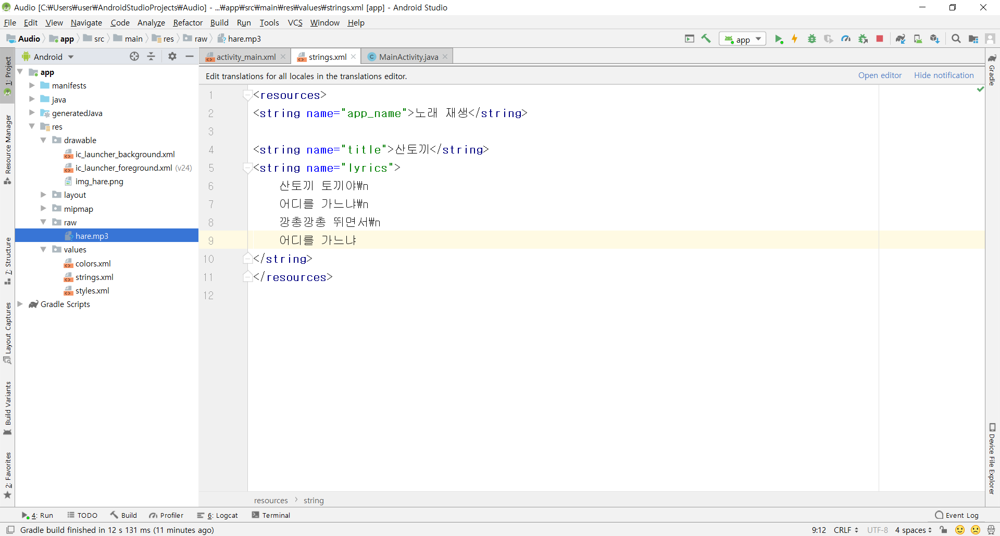 Audio [C:₩Users₩user₩AndroidStudioProjects₩Audio] - ...₩app₩src₩main₩res₩values₩strings.xml [app] - Android Studio
File Edit View Navigate Code Analyze Refactor Build Run Tools VCS Window Help
Audio app src main res raw hare.mp3
app
Android
activity_main.xml strings.xml MainActivity.java
Edit translations for all locales in the translations editor.
Open editor Hide notification
1: Project
Resource Manager
7: Structure
Layout Captures
Build Variants
2: Favorites
app
manifests
java
generatedJava
res
drawable
ic_launcher_background.xml
ic_launcher_foreground.xml (v24)
img_hare.png
layout
mipmap
raw
hare.mp3
values
colors.xml
strings.xml
styles.xml
Gradle Scripts
1 <resources>
2 <string name="app_name">노래 재생</string>
3
4 <string name="title">산토끼</string>
5 <string name="lyrics">
6 산토끼 토끼야₩n
7 어디를 가느냐₩n
8 깡총깡총 뛰면서₩n
9 어디를 가느냐
10 </string>
11 </resources>
12
Gradle
Device File Explorer
resources string
4: Run TODO Build Profiler 6: Logcat Terminal Event Log
Gradle build finished in 12 s 131 ms (11 minutes ago) 9:12 CRLF UTF-8 4 spaces